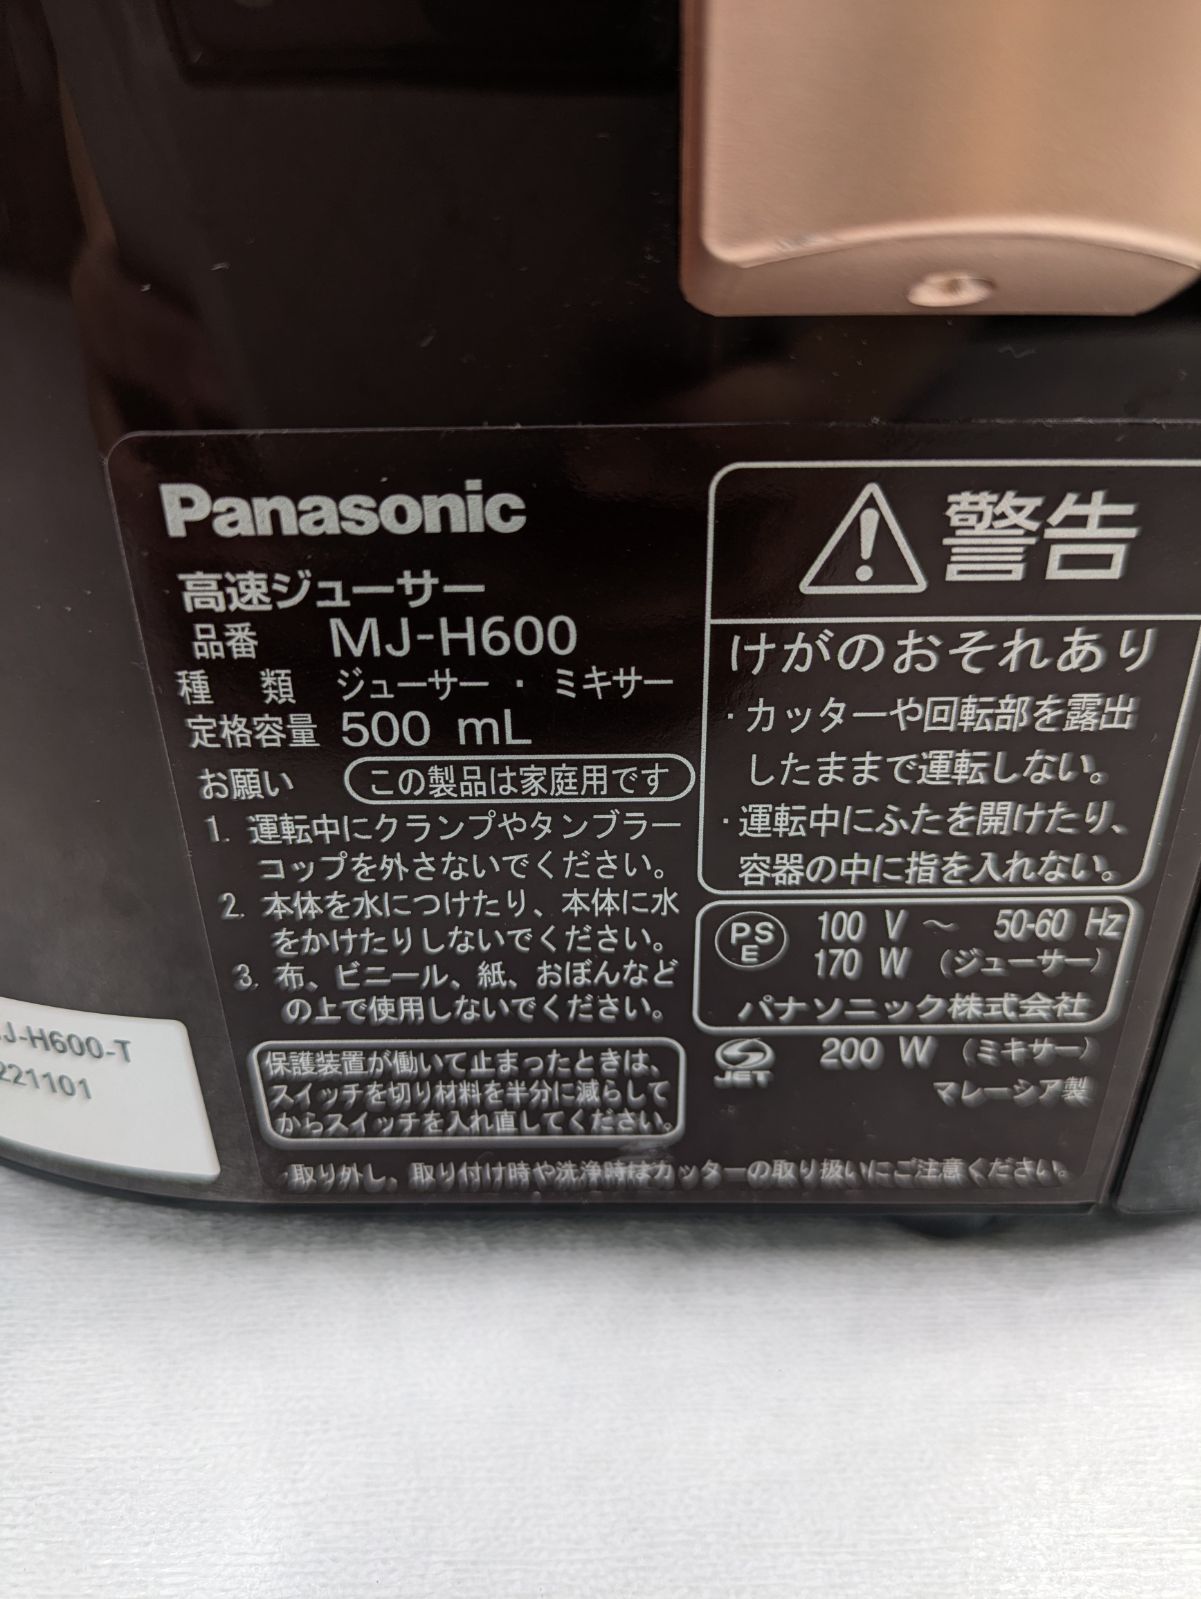 Panasonic
高速ジューサー
品番 MJ-H600
種類 ジューサー・ミキサー
定格容量 500 mL
お願い この製品は家庭用です
1. 運転中にクランプやタンブラー
コップを外さないでください。
2. 本体を水につけたり、本体に水
をかけたりしないでください。
3. 布、ビニール、紙、おぼんなど
の上で使用しないでください。
保護装置が働いて止まったときは、
スイッチを切り材料を半分に減らして
からスイッチを入れ直してください。
警告
けがのおそれあり
・カッターや回転部を露出
したままで運転しない。
・運転中にふたを開けたり、
容器の中に指を入れない。
PS
E
100 V ～ 50-60 Hz
170 W (ジューサー)
パナソニック株式会社
JET
200 W (ミキサー)
マレーシア製
・取り外し、取り付け時や洗浄時はカッターの取り扱いにご注意ください。
J-H600-T
221101